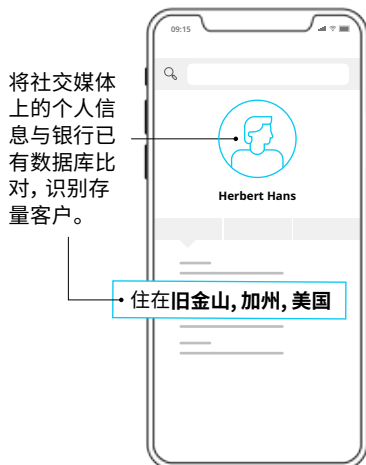 09:15
将社交媒体
上的个人信
息与银行已
有数据库比
对，识别存
量客户。
Herbert Hans
住在旧金山, 加州, 美国